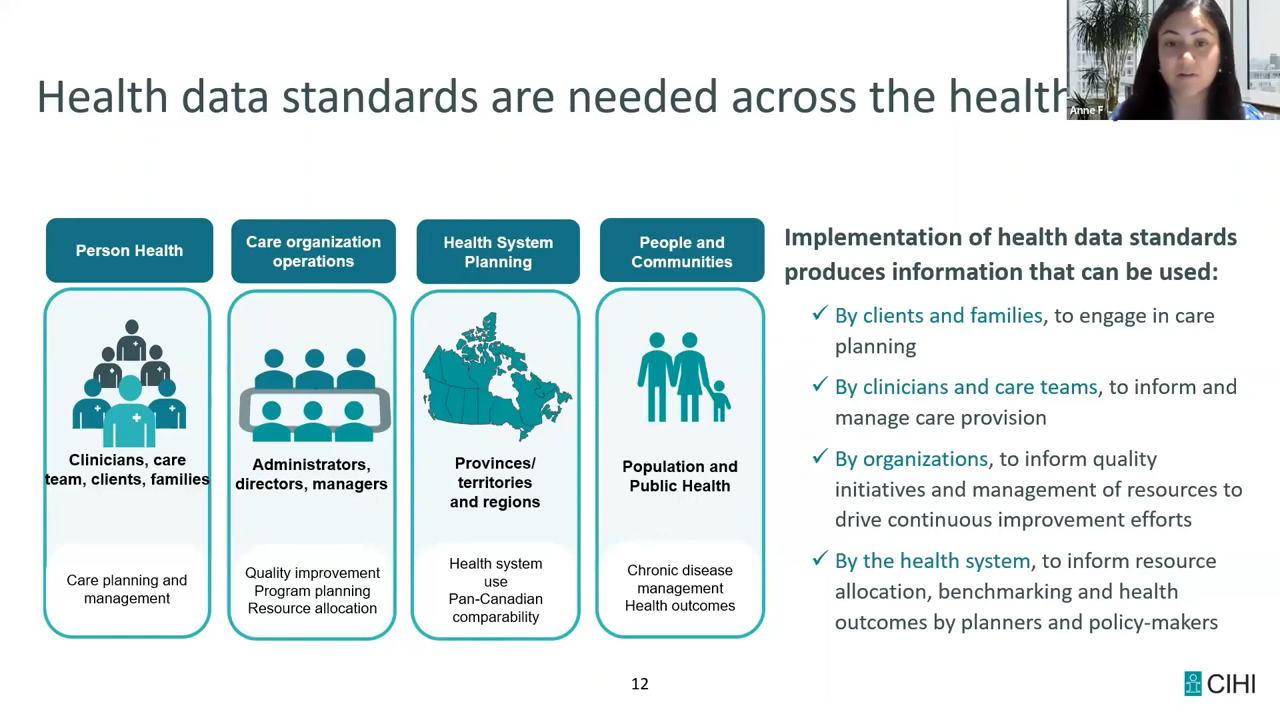 Health data standards are needed across the health
Anne F
Person Health
Clinicians, care
team, clients, families
Care planning and
management
Care organization
operations
Administrators,
directors, managers
Quality improvement
Program planning
Resource allocation
Health System
Planning
Provinces/
territories
and regions
Health system
use
Pan-Canadian
comparability
People and
Communities
Population and
Public Health
Chronic disease
management
Health outcomes
Implementation of health data standards
produces information that can be used:
✓ By clients and families, to engage in care
planning
✓ By clinicians and care teams, to inform and
manage care provision
✓ By organizations, to inform quality
initiatives and management of resources to
drive continuous improvement efforts
✓ By the health system, to inform resource
allocation, benchmarking and health
outcomes by planners and policy-makers
12
CIHI